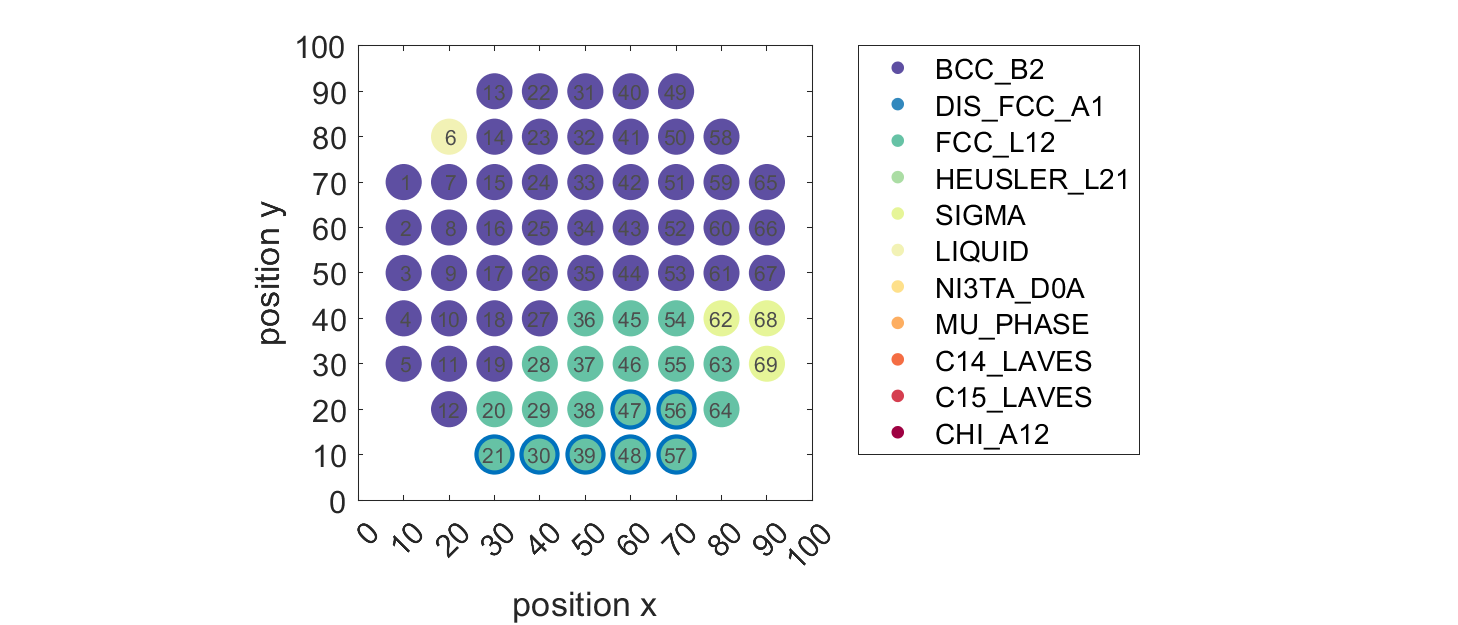 100
90
80
70
60
50
40
30
20
10
0
position y
13 22 31 40 49
6 14 23 32 41 50 58
1 7 15 24 33 42 51 59 65
2 8 16 25 34 43 52 60 66
3 9 17 26 35 44 53 61 67
4 10 18 27 36 45 54 62 68
5 11 19 28 37 46 55 63 69
12 20 29 38 47 56 64
21 30 39 48 57
0 10 20 30 40 50 60 70 80 90 100
position x
BCC_B2
DIS_FCC_A1
FCC_L12
HEUSLER_L21
SIGMA
LIQUID
NI3TA_D0A
MU_PHASE
C14_LAVES
C15_LAVES
CHI_A12